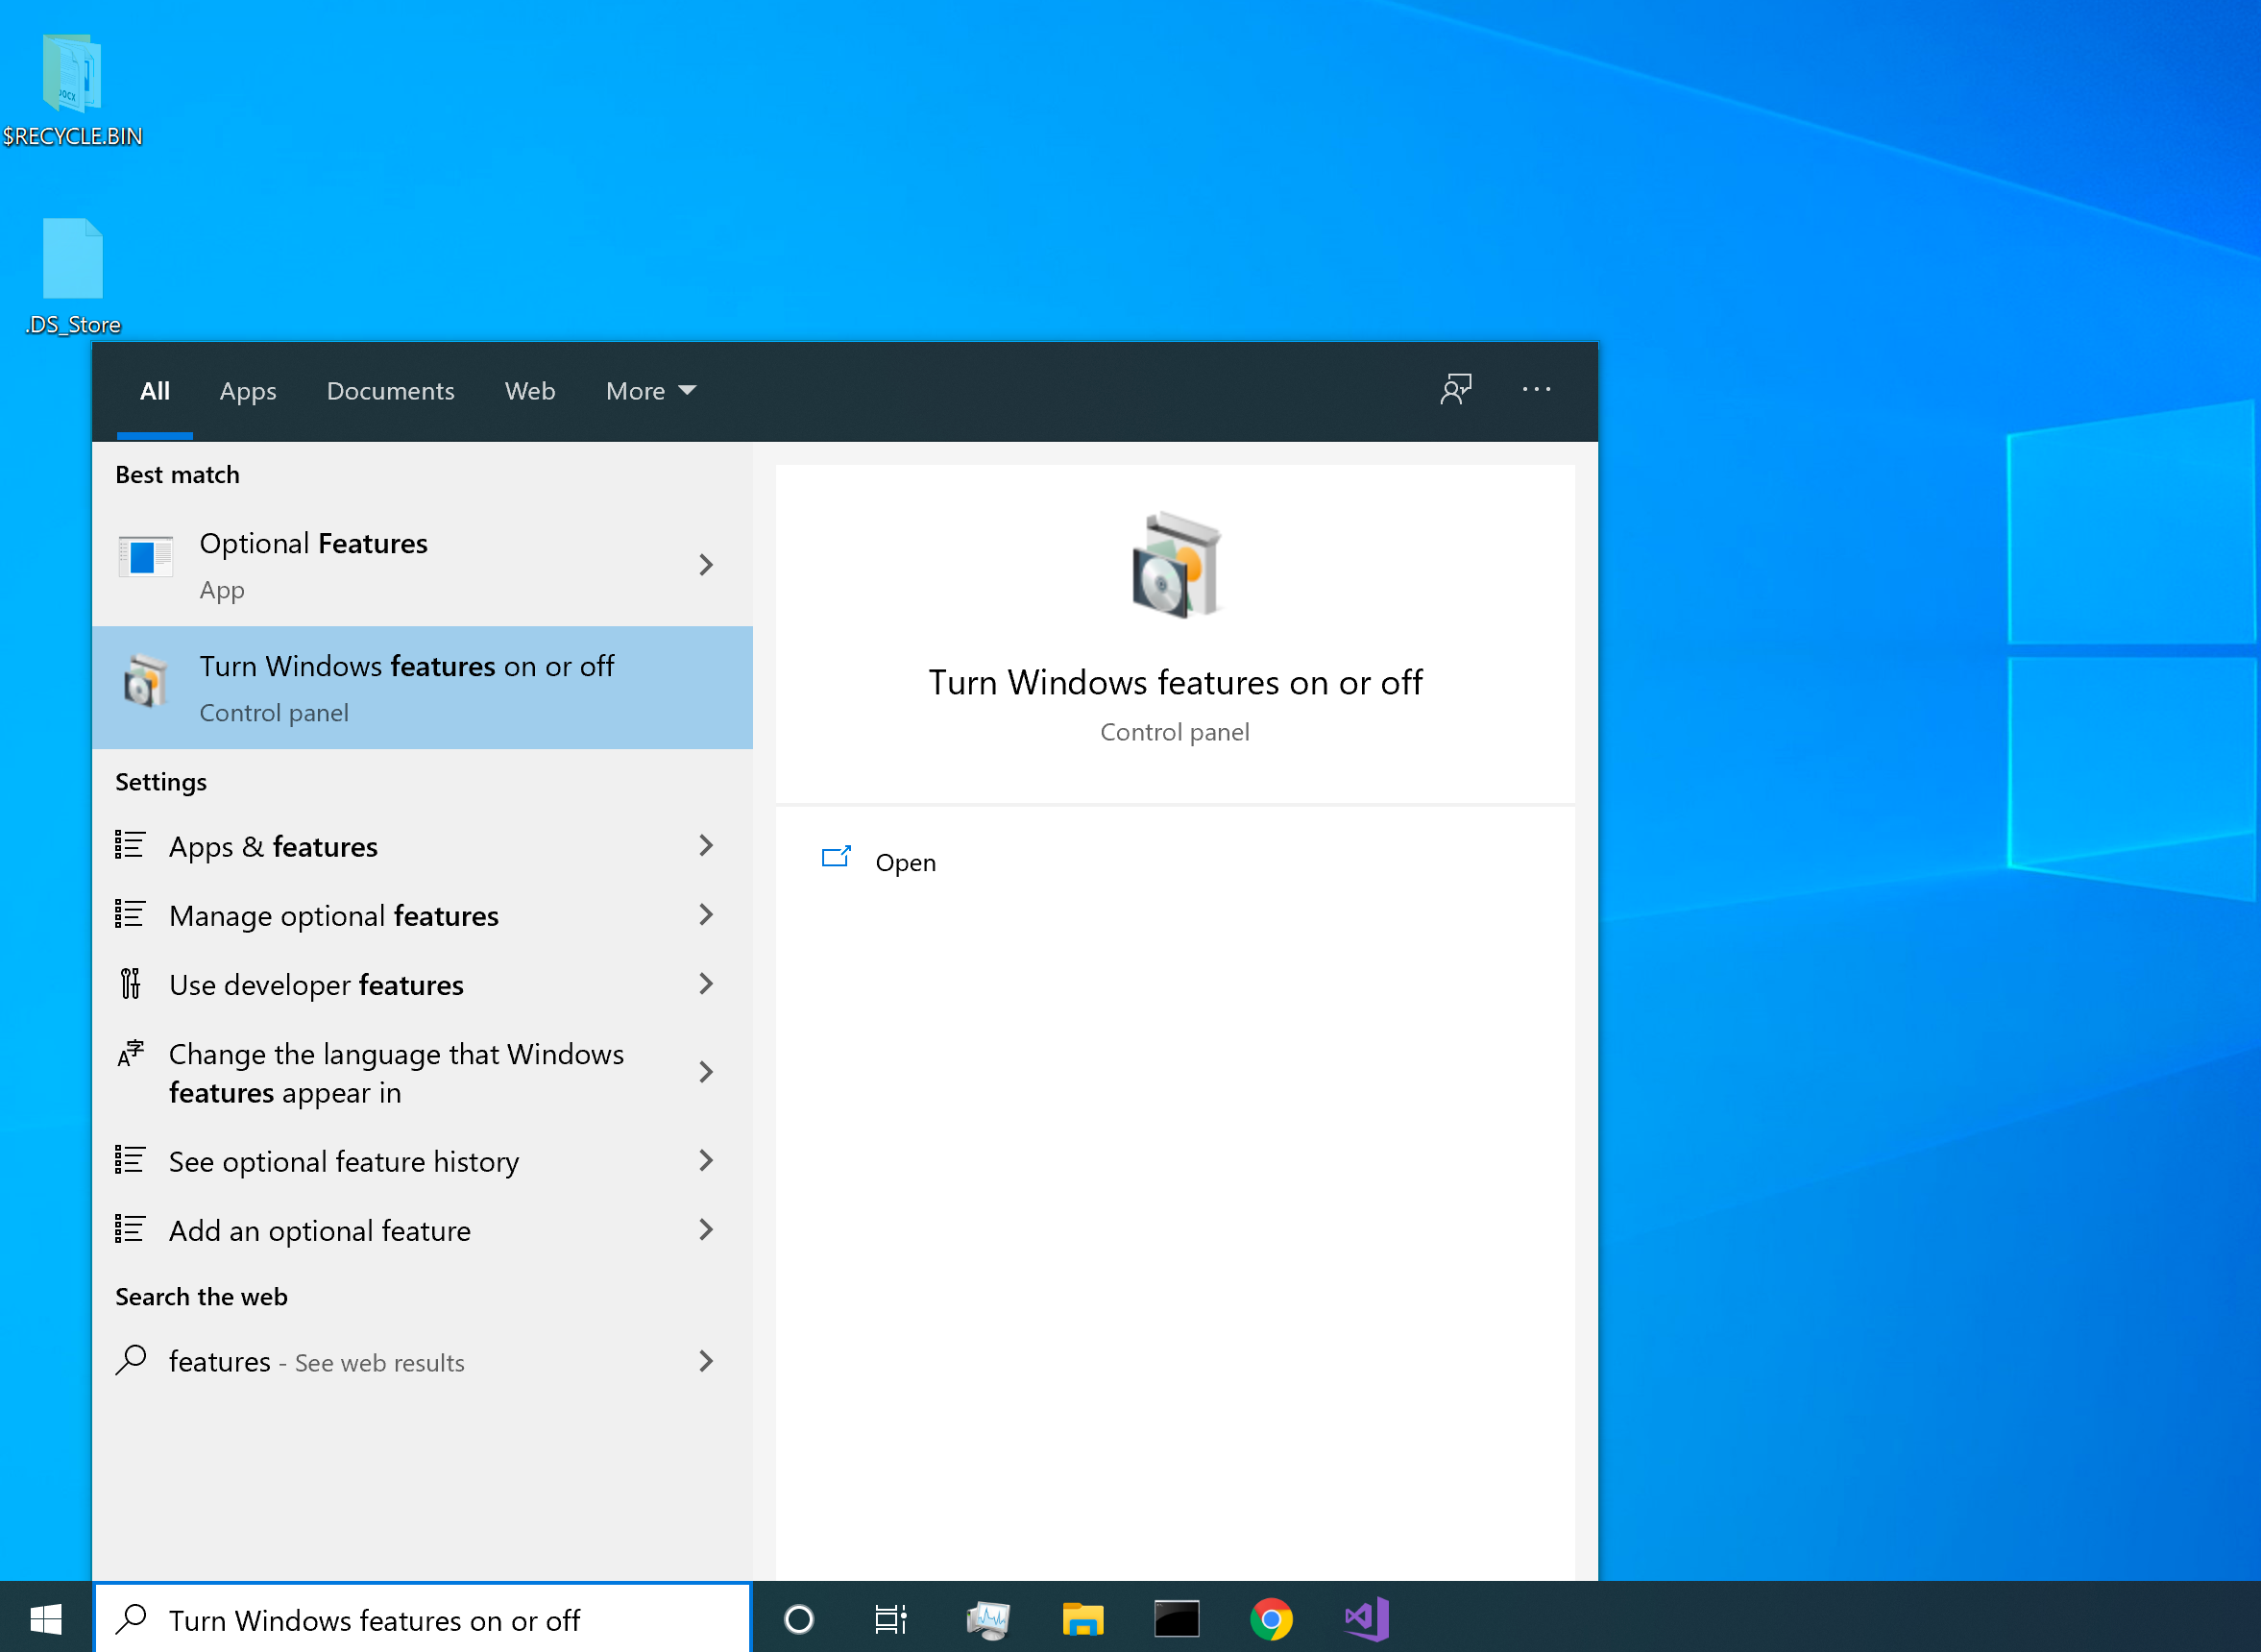 DOCX
$RECYCLE.BIN
.DS_Store
All
Apps
Documents
Web
More
Best match
Optional Features
App
Turn Windows features on or off
Control panel
Settings
Apps & features
Manage optional features
Use developer features
Change the language that Windows
features appear in
See optional feature history
Add an optional feature
Search the web
features - See web results
Turn Windows features on or off
Control panel
Open
Turn Windows features on or off